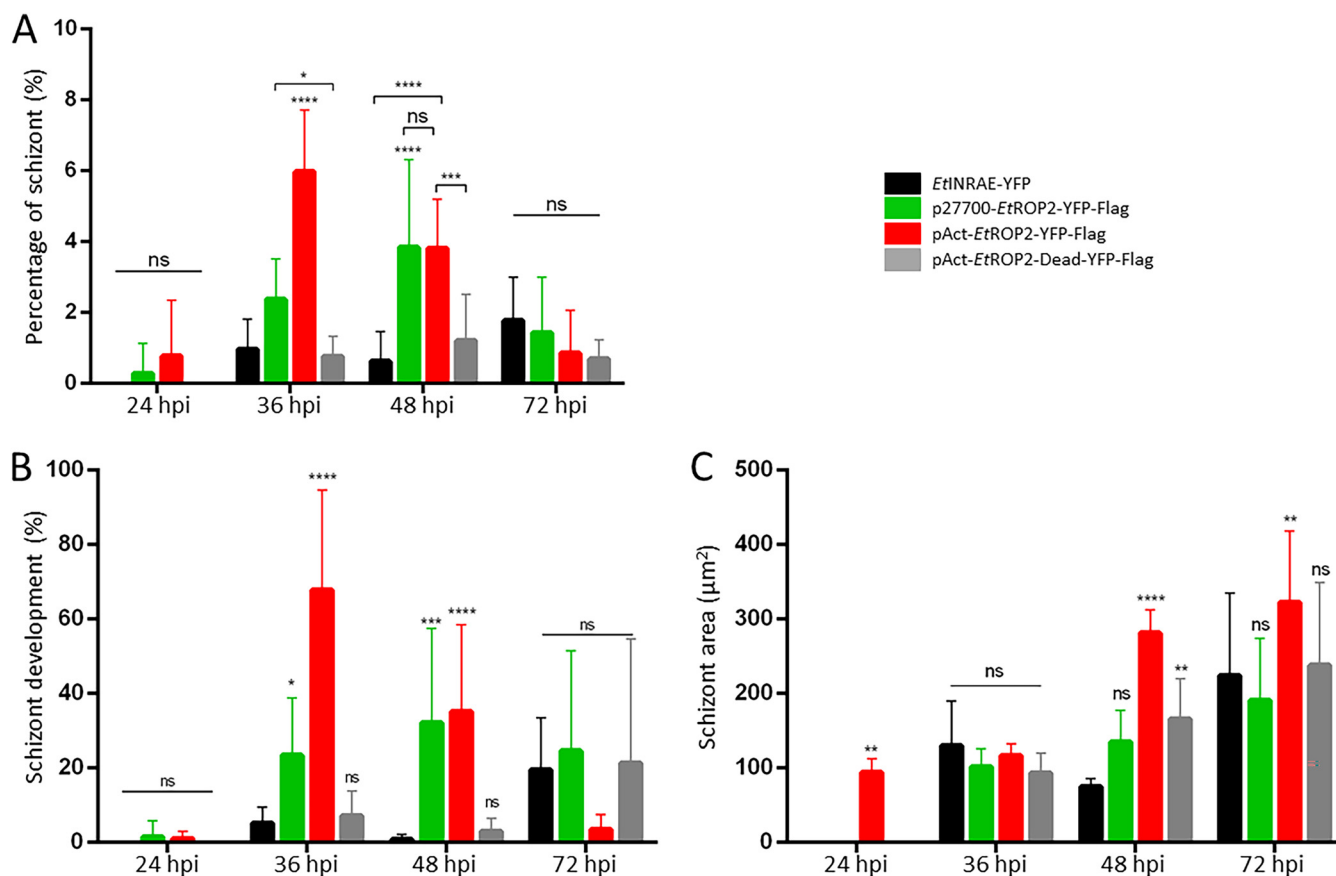 A
Percentage of schizont (%)
10
8
6
4
2
0
ns
*
****
****
ns
****
***
ns
24 hpi
36 hpi
48 hpi
72 hpi
EtINRAE-YFP
p27700-EtROP2-YFP-Flag
pAct-EtROP2-YFP-Flag
pAct-EtROP2-Dead-YFP-Flag
B
Schizont development (%)
100
80
60
40
20
0
ns
*
****
ns
***
****
ns
ns
24 hpi
36 hpi
48 hpi
72 hpi
C
Schizont area (µm²)
500
400
300
200
100
0
**
ns
ns
****
**
ns
**
ns
24 hpi
36 hpi
48 hpi
72 hpi